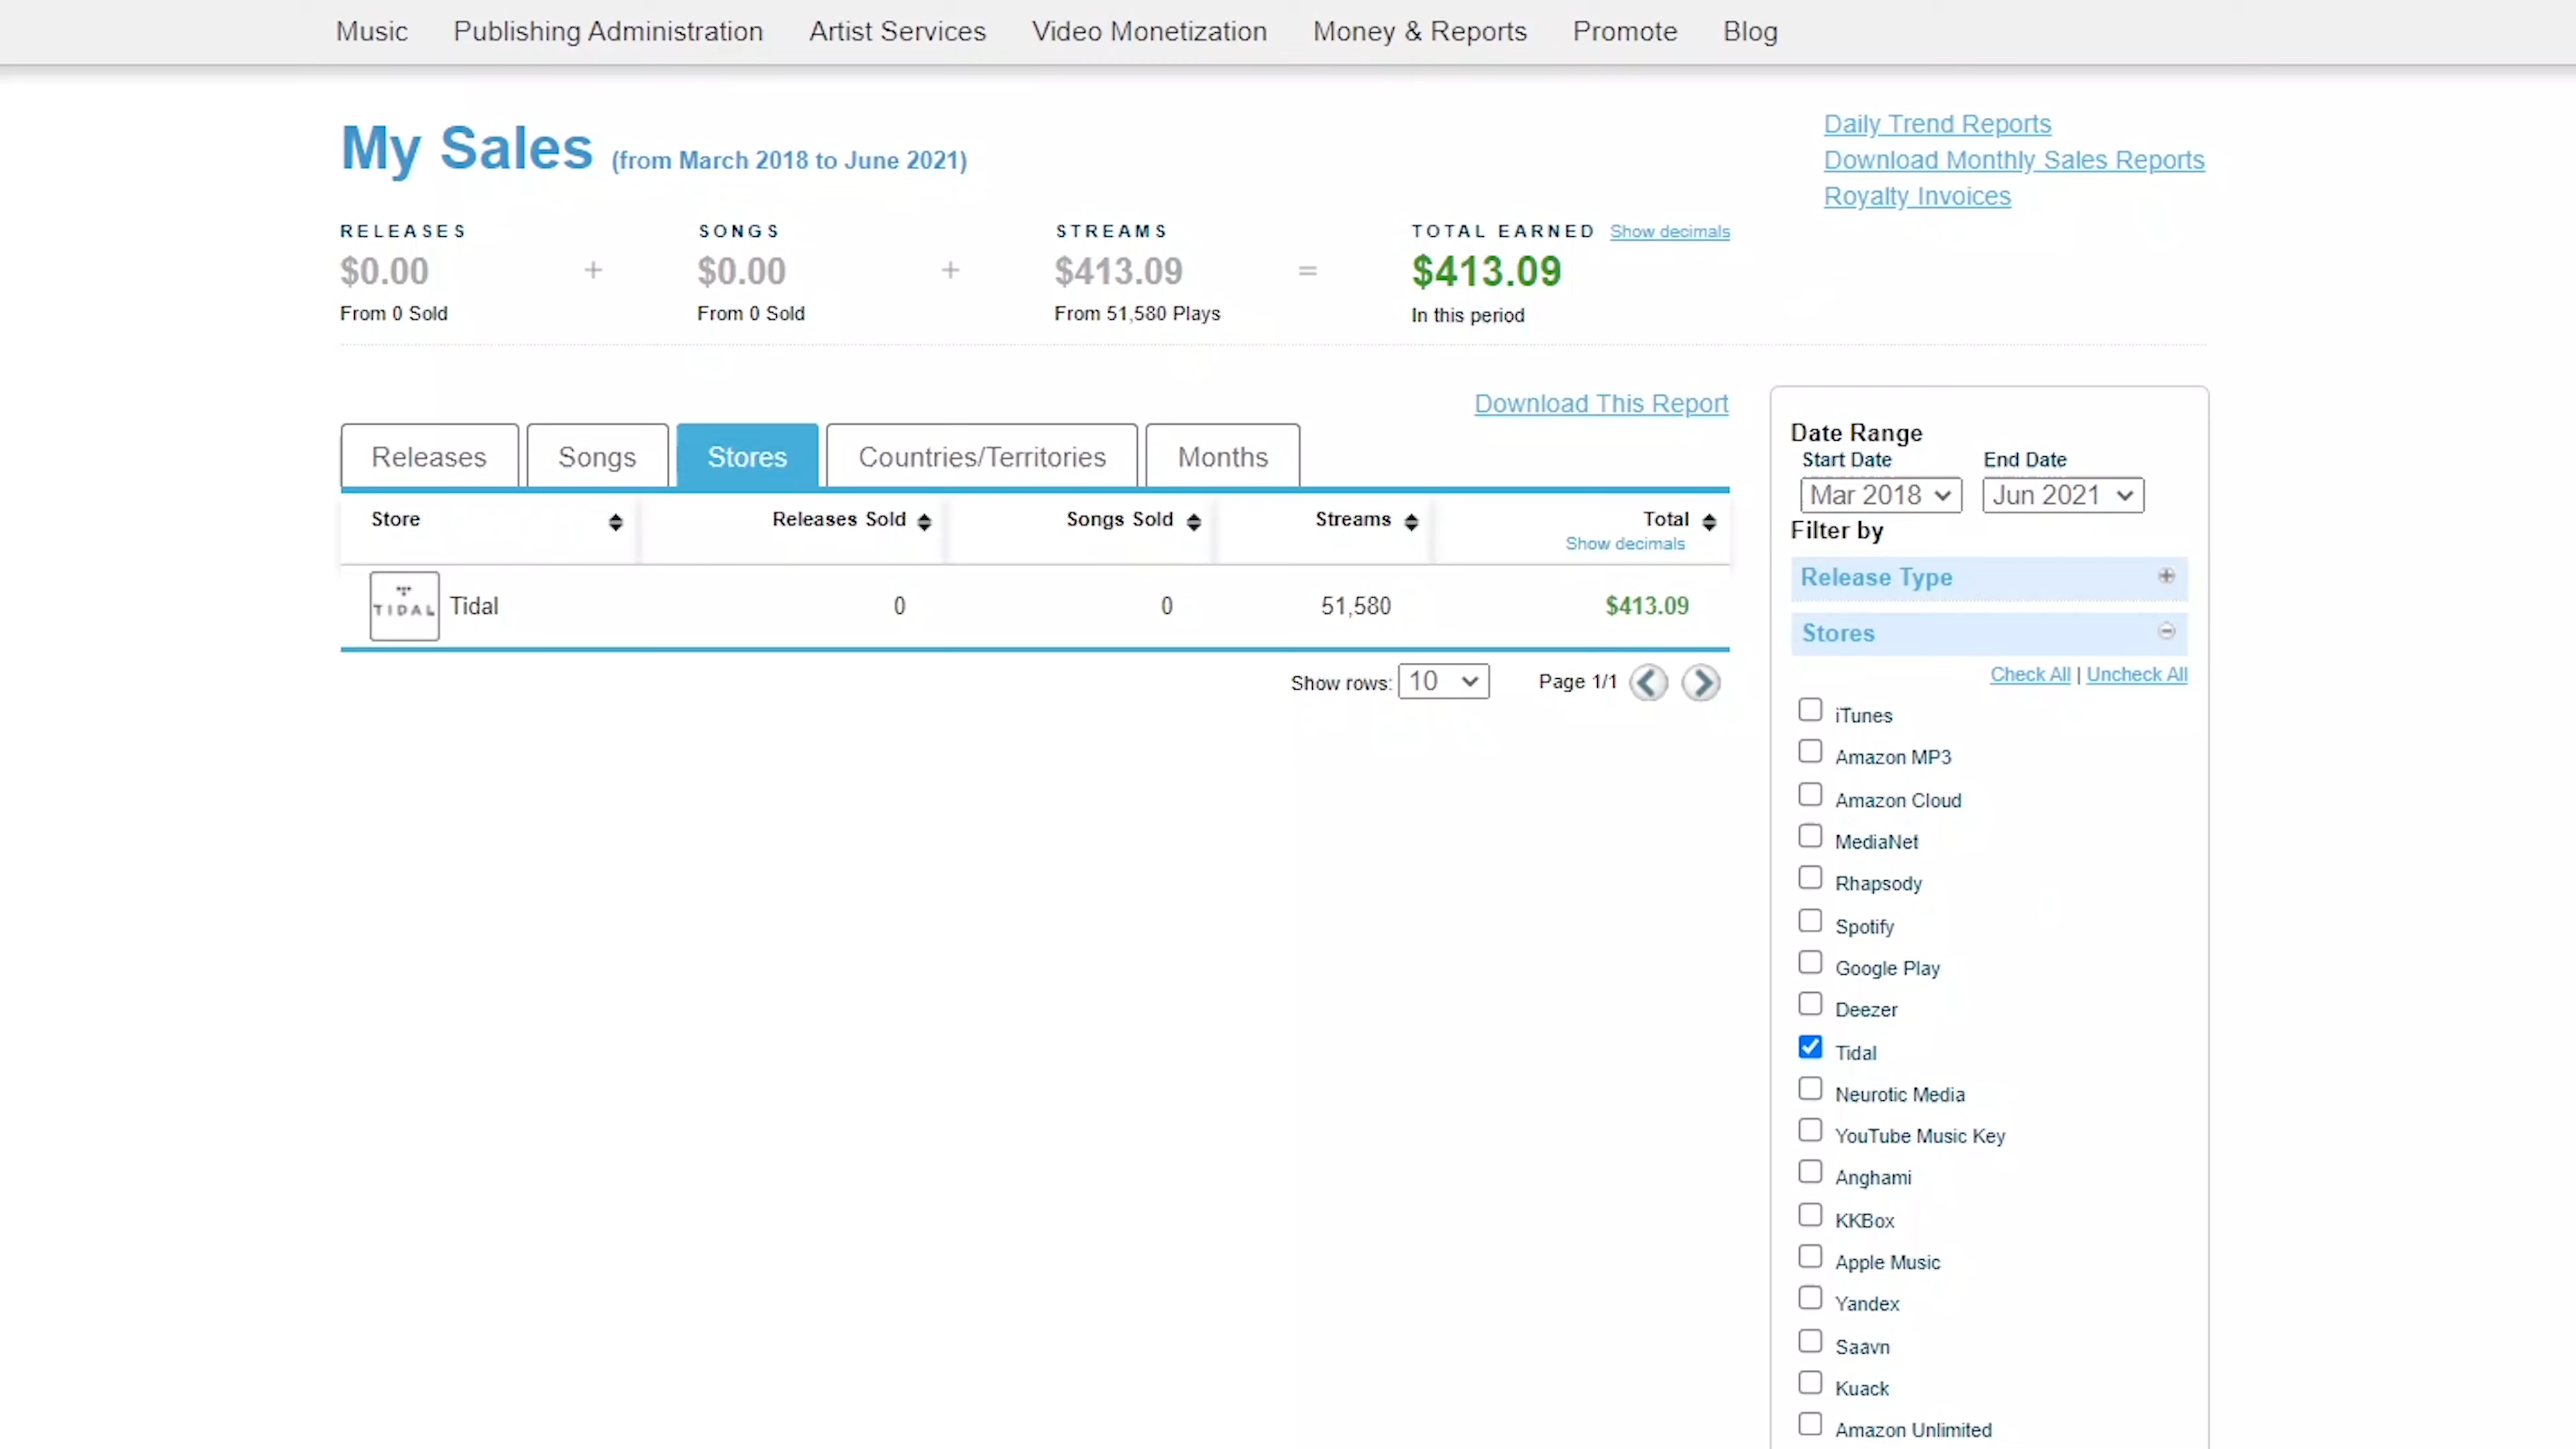 Music Publishing Administration Artist Services Video Monetization Money & Reports Promote Blog
My Sales (from March 2018 to June 2021)
Daily Trend Reports
Download Monthly Sales Reports
Royalty Invoices
RELEASES SONGS STREAMS TOTAL EARNED Show decimals
$0.00 + $0.00 + $413.09 = $413.09
From 0 Sold From 0 Sold From 51,580 Plays In this period
Download This Report
Releases Songs Stores Countries/Territories Months
Store Releases Sold Songs Sold Streams Total
Show decimals
TIDAL Tidal 0 0 51,580 $413.09
Show rows: 10 Page 1/1
Date Range
Start Date End Date
Mar 2018 Jun 2021
Filter by
Release Type
Stores
Check All | Uncheck All
iTunes
Amazon MP3
Amazon Cloud
MediaNet
Rhapsody
Spotify
Google Play
Deezer
Tidal
Neurotic Media
YouTube Music Key
Anghami
KKBox
Apple Music
Yandex
Saavn
Kuack
Amazon Unlimited